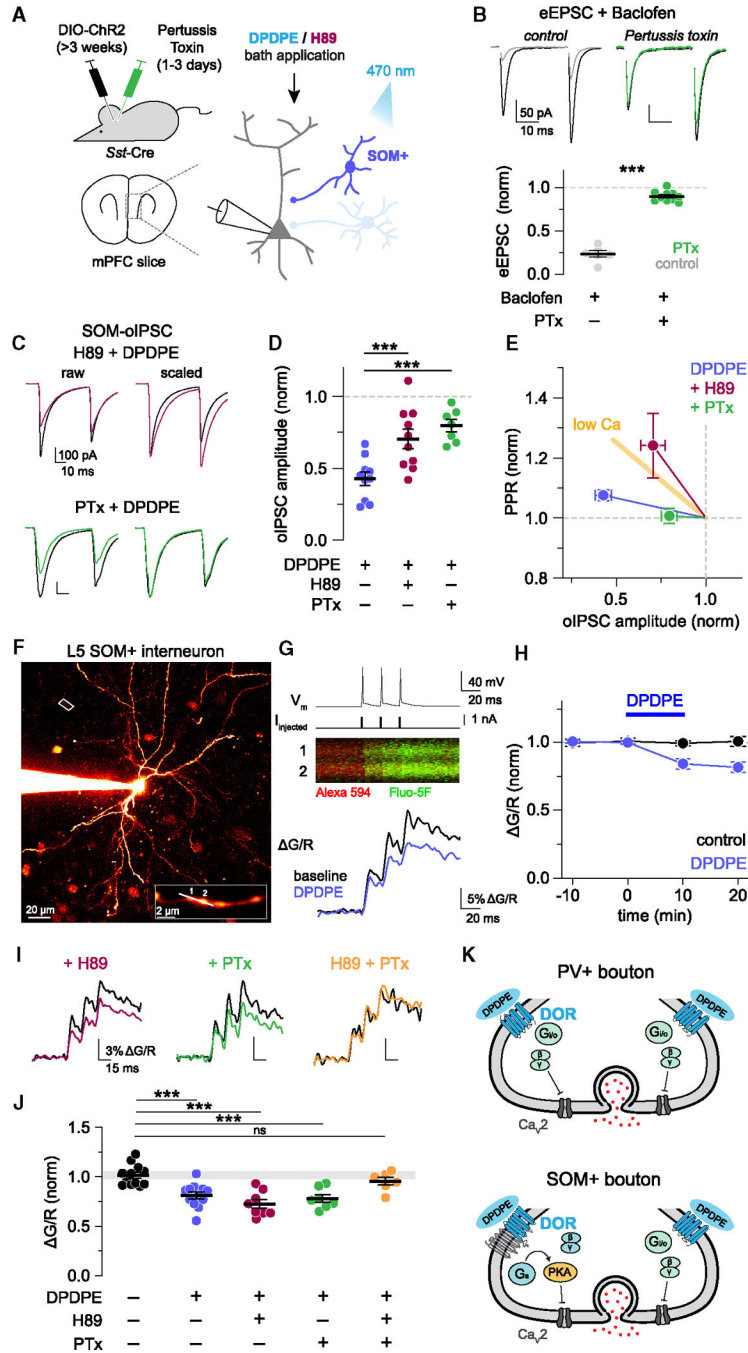 A
DIO-ChR2
(>3 weeks)
Pertussis
Toxin
(1-3 days)
Sst-Cre
mPFC slice
DPDPE / H89
bath application
470 nm
SOM+
B
eEPSC + Baclofen
control
Pertussis toxin
50 pA
10 ms
***
eEPSC (norm)
1.0
0.5
0.0
PTx
control
Baclofen + +
PTx – +
C
SOM-oIPSC
H89 + DPDPE
raw
scaled
100 pA
10 ms
PTx + DPDPE
D
***
***
oIPSC amplitude (norm)
1.0
0.5
0.0
DPDPE + + +
H89 – + –
PTx – – +
E
DPDPE
+ H89
+ PTx
low Ca
PPR (norm)
1.4
1.2
1.0
0.8
0.5
1.0
oIPSC amplitude (norm)
F
L5 SOM+ interneuron
20 µm
2 µm
1
2
G
Vm
40 mV
20 ms
Iinjected
1 nA
1
2
Alexa 594
Fluo-5F
ΔG/R
baseline
DPDPE
5% ΔG/R
20 ms
H
DPDPE
ΔG/R (norm)
1.0
0.5
0.0
control
DPDPE
-10 0 10 20
time (min)
I
+ H89
+ PTx
H89 + PTx
3% ΔG/R
15 ms
J
***
***
***
ns
ΔG/R (norm)
1.5
1.0
0.5
0.0
DPDPE – + + + +
H89 – – + – +
PTx – – – + +
K
PV+ bouton
DPDPE
DOR
DPDPE
Gi/o
β
γ
Gi/o
β
γ
Cav2
SOM+ bouton
DPDPE
DOR
DPDPE
β
γ
Gs
PKA
Gi/o
β
γ
Cav2